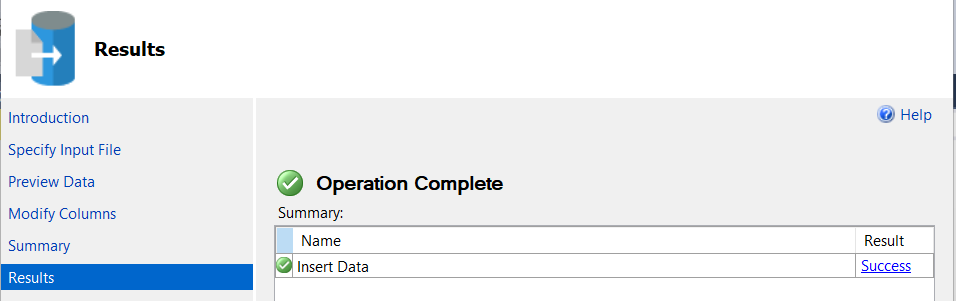 Results
Introduction
Specify Input File
Preview Data
Modify Columns
Summary
Results
Help
Operation Complete
Summary:
Name Result
Insert Data Success